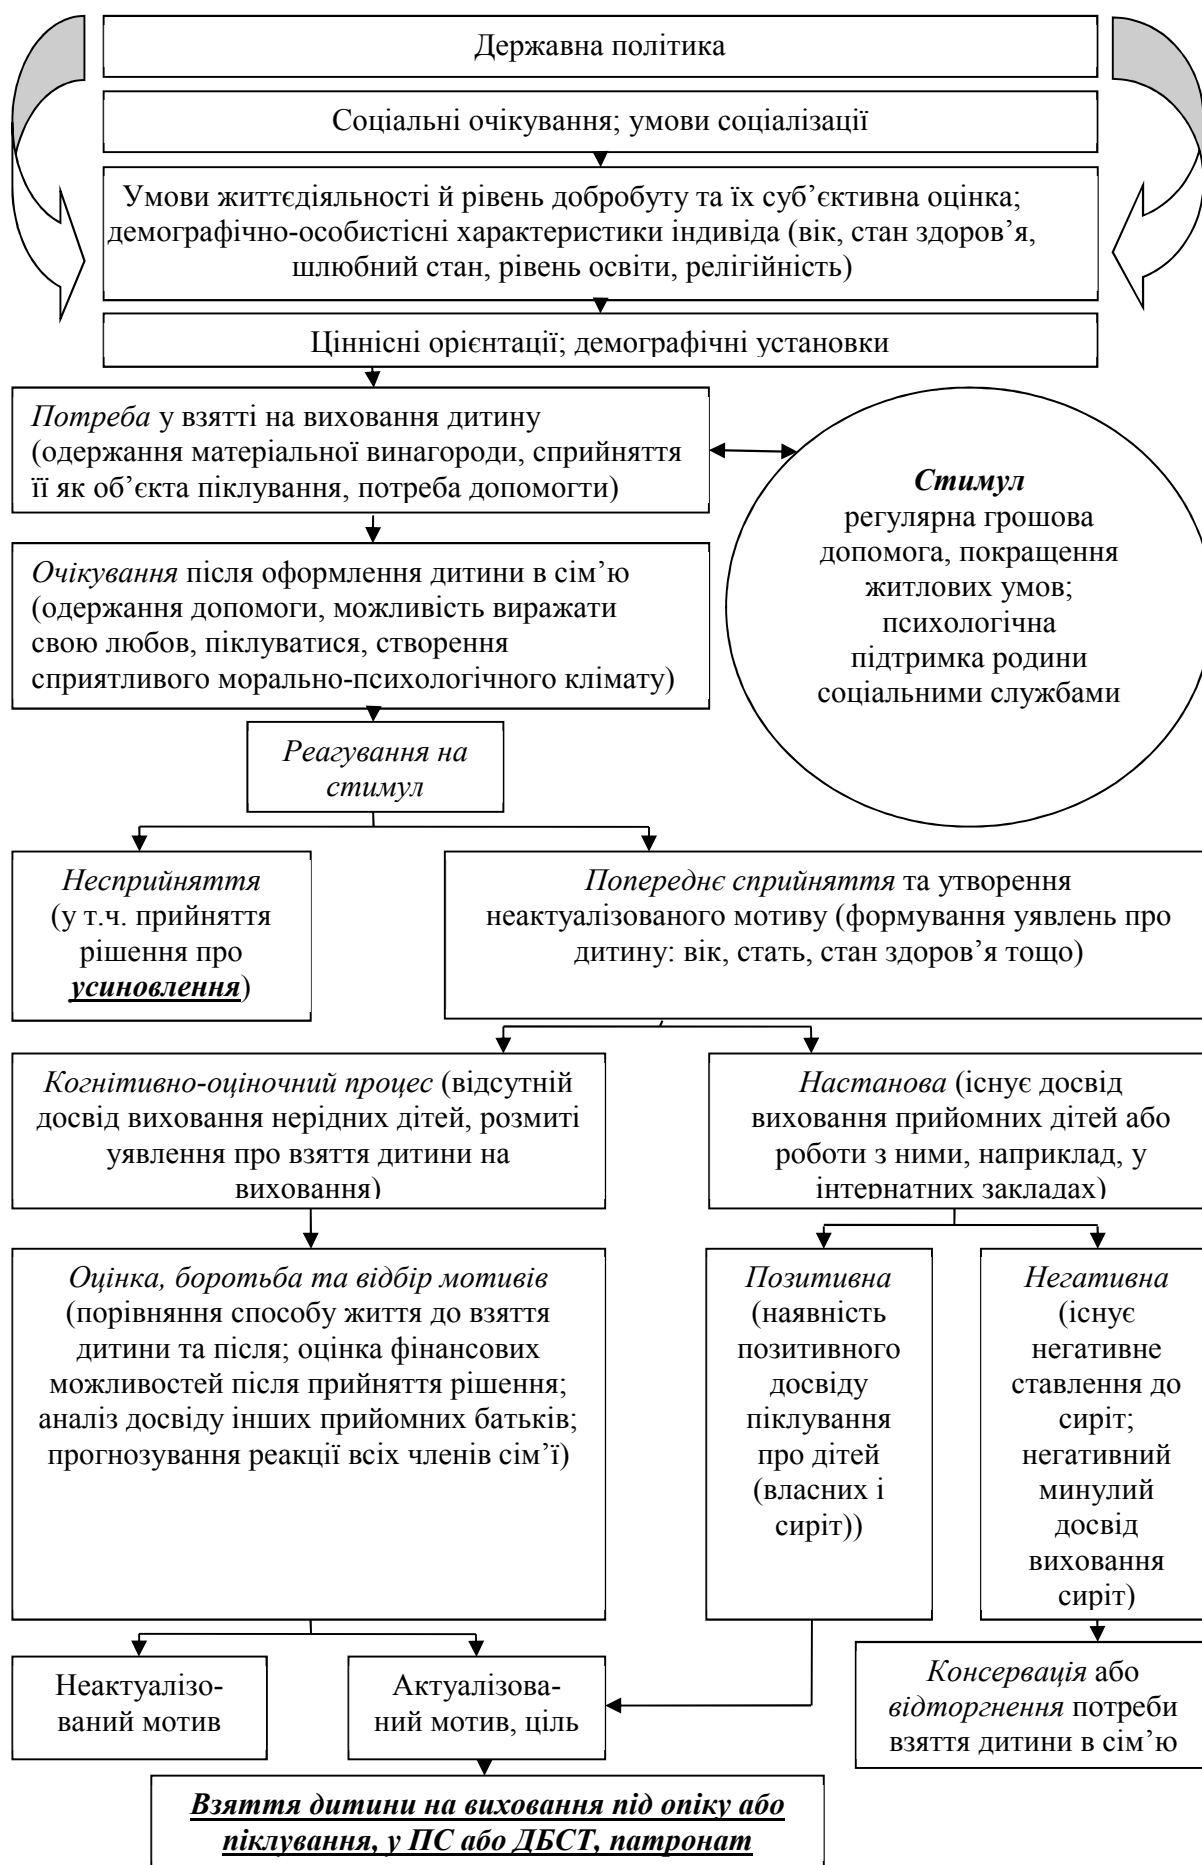 Державна політика
Соціальні очікування; умови соціалізації
Умови життєдіяльності й рівень добробуту та їх суб’єктивна оцінка;
демографічно-особистісні характеристики індивіда (вік, стан здоров’я,
шлюбний стан, рівень освіти, релігійність)
Ціннісні орієнтації; демографічні установки
Потреба у взятті на виховання дитину
(одержання матеріальної винагороди, сприйняття
її як об’єкта піклування, потреба допомогти)
Стимул
регулярна грошова
допомога, покращення
житлових умов;
психологічна
підтримка родини
соціальними службами
Очікування після оформлення дитини в сім’ю
(одержання допомоги, можливість виражати
свою любов, піклуватися, створення
сприятливого морально-психологічного клімату)
Реагування на
стимул
Несприйняття
(у т.ч. прийняття
рішення про
усиновлення)
Попереднє сприйняття та утворення
неактуалізованого мотиву (формування уявлень про
дитину: вік, стать, стан здоров’я тощо)
Когнітивно-оціночний процес (відсутній
досвід виховання нерідних дітей, розмиті
уявлення про взяття дитини на
виховання)
Настанова (існує досвід
виховання прийомних дітей або
роботи з ними, наприклад, у
інтернатних закладах)
Оцінка, боротьба та відбір мотивів
(порівняння способу життя до взяття
дитини та після; оцінка фінансових
можливостей після прийняття рішення;
аналіз досвіду інших прийомних батьків;
прогнозування реакції всіх членів сім’ї)
Позитивна
(наявність
позитивного
досвіду
піклування
про дітей
(власних і
сиріт))
Негативна
(існує
негативне
ставлення до
сиріт;
негативний
минулий
досвід
виховання
сиріт)
Неактуалізо-
ваний мотив
Актуалізова-
ний мотив, ціль
Консервація або
відторгнення потреби
взяття дитини в сім’ю
Взяття дитини на виховання під опіку або
піклування, у ПС або ДБСТ, патронат